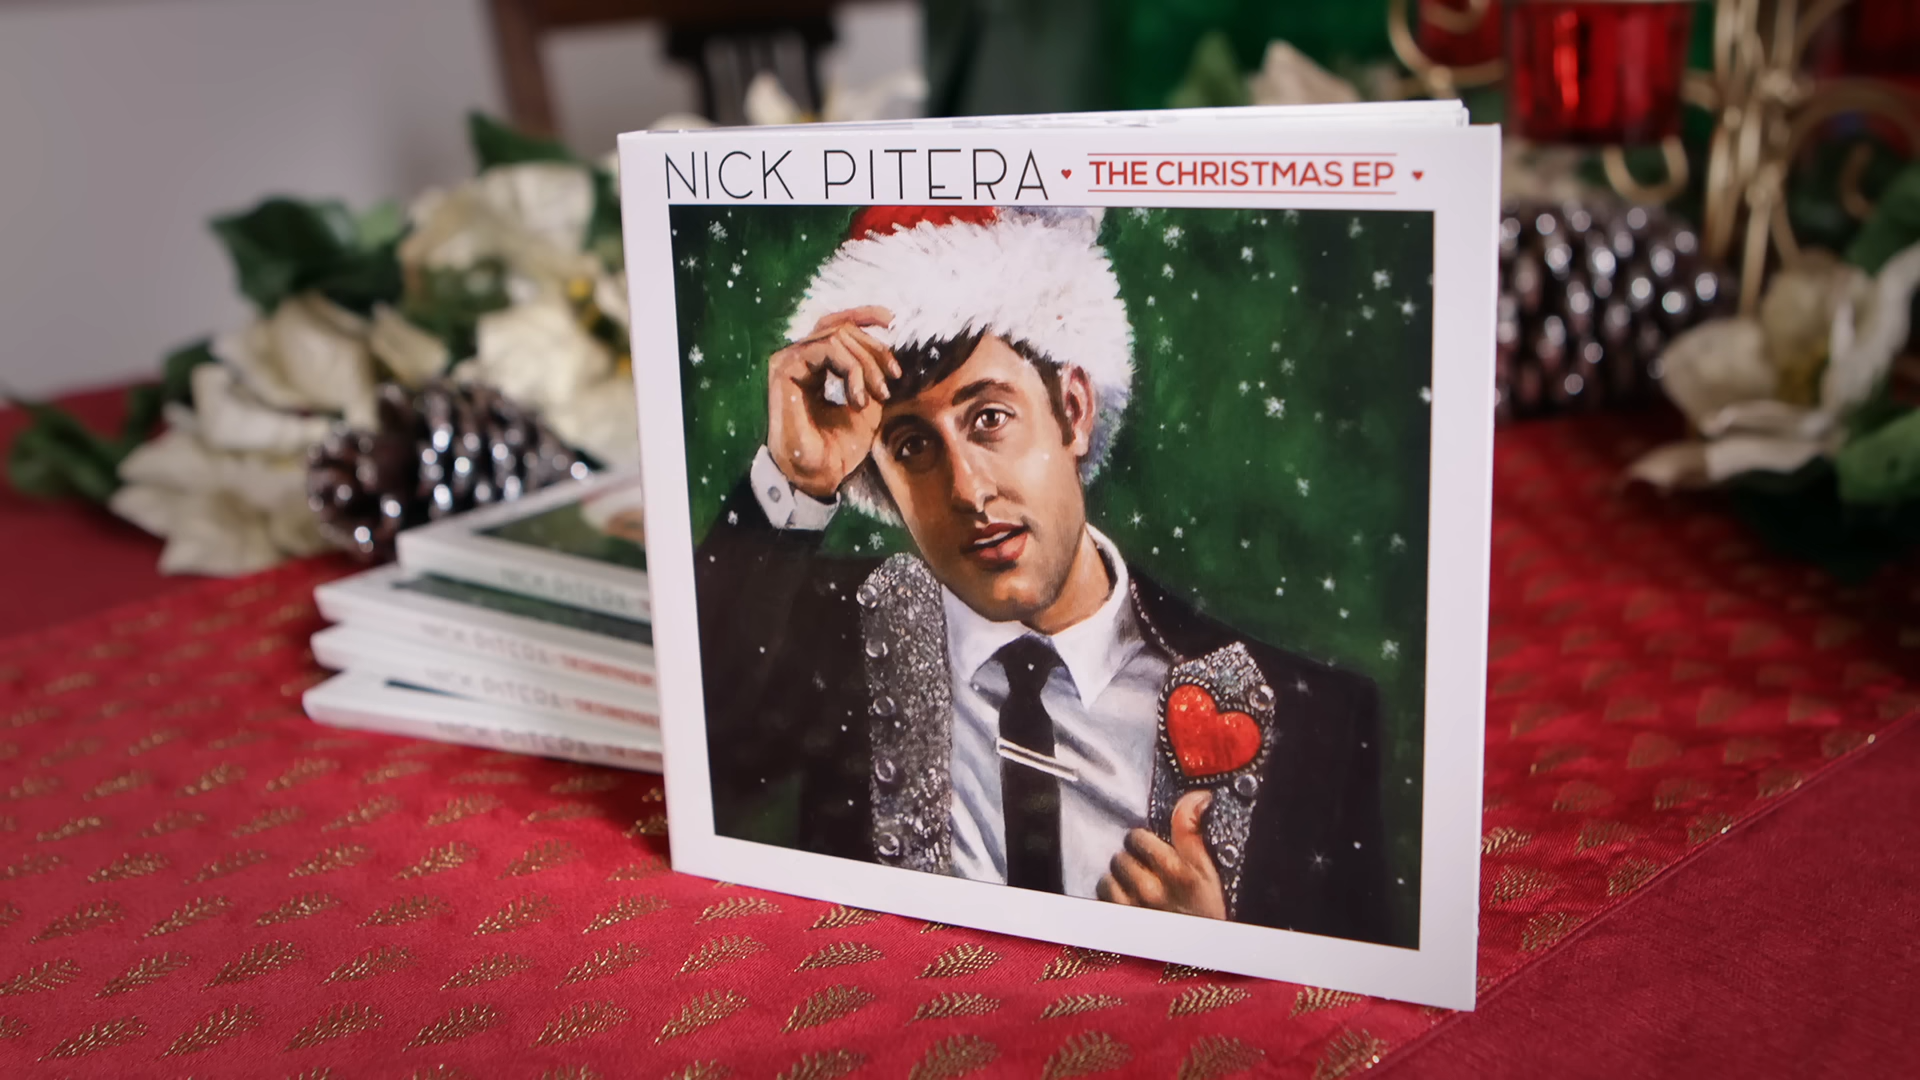 NICK PITERA ♥ THE CHRISTMAS EP ♥